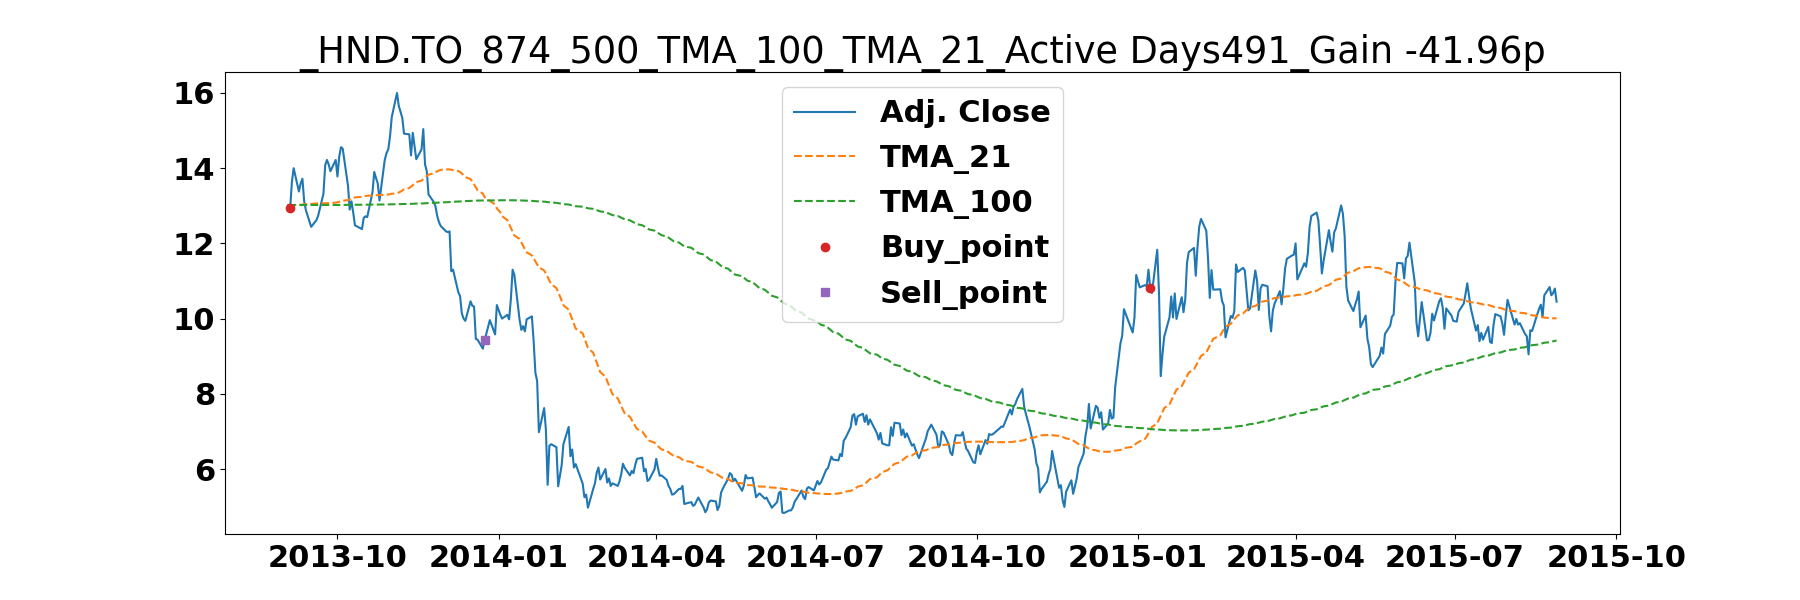 _HND.TO_874_500_TMA_100_TMA_21_Active Days491_Gain -41.96p
16
14
12
10
8
6
Adj. Close
TMA_21
TMA_100
Buy_point
Sell_point
2013-10 2014-01 2014-04 2014-07 2014-10 2015-01 2015-04 2015-07 2015-10